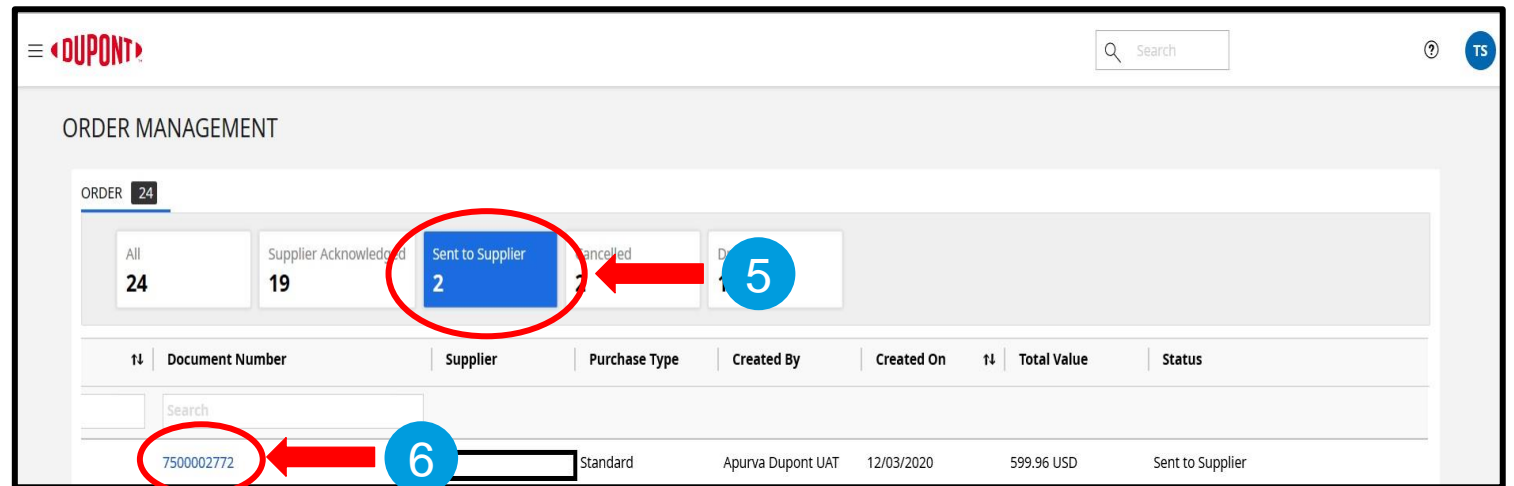 DUPONT Search ? TS
ORDER MANAGEMENT
ORDER 24
All Supplier Acknowledged Sent to Supplier Cancelled
24 19 2 2 5
↑↓ Document Number Supplier Purchase Type Created By Created On ↑↓ Total Value Status
Search
7500002772 6 Standard Apurva Dupont UAT 12/03/2020 599.96 USD Sent to Supplier